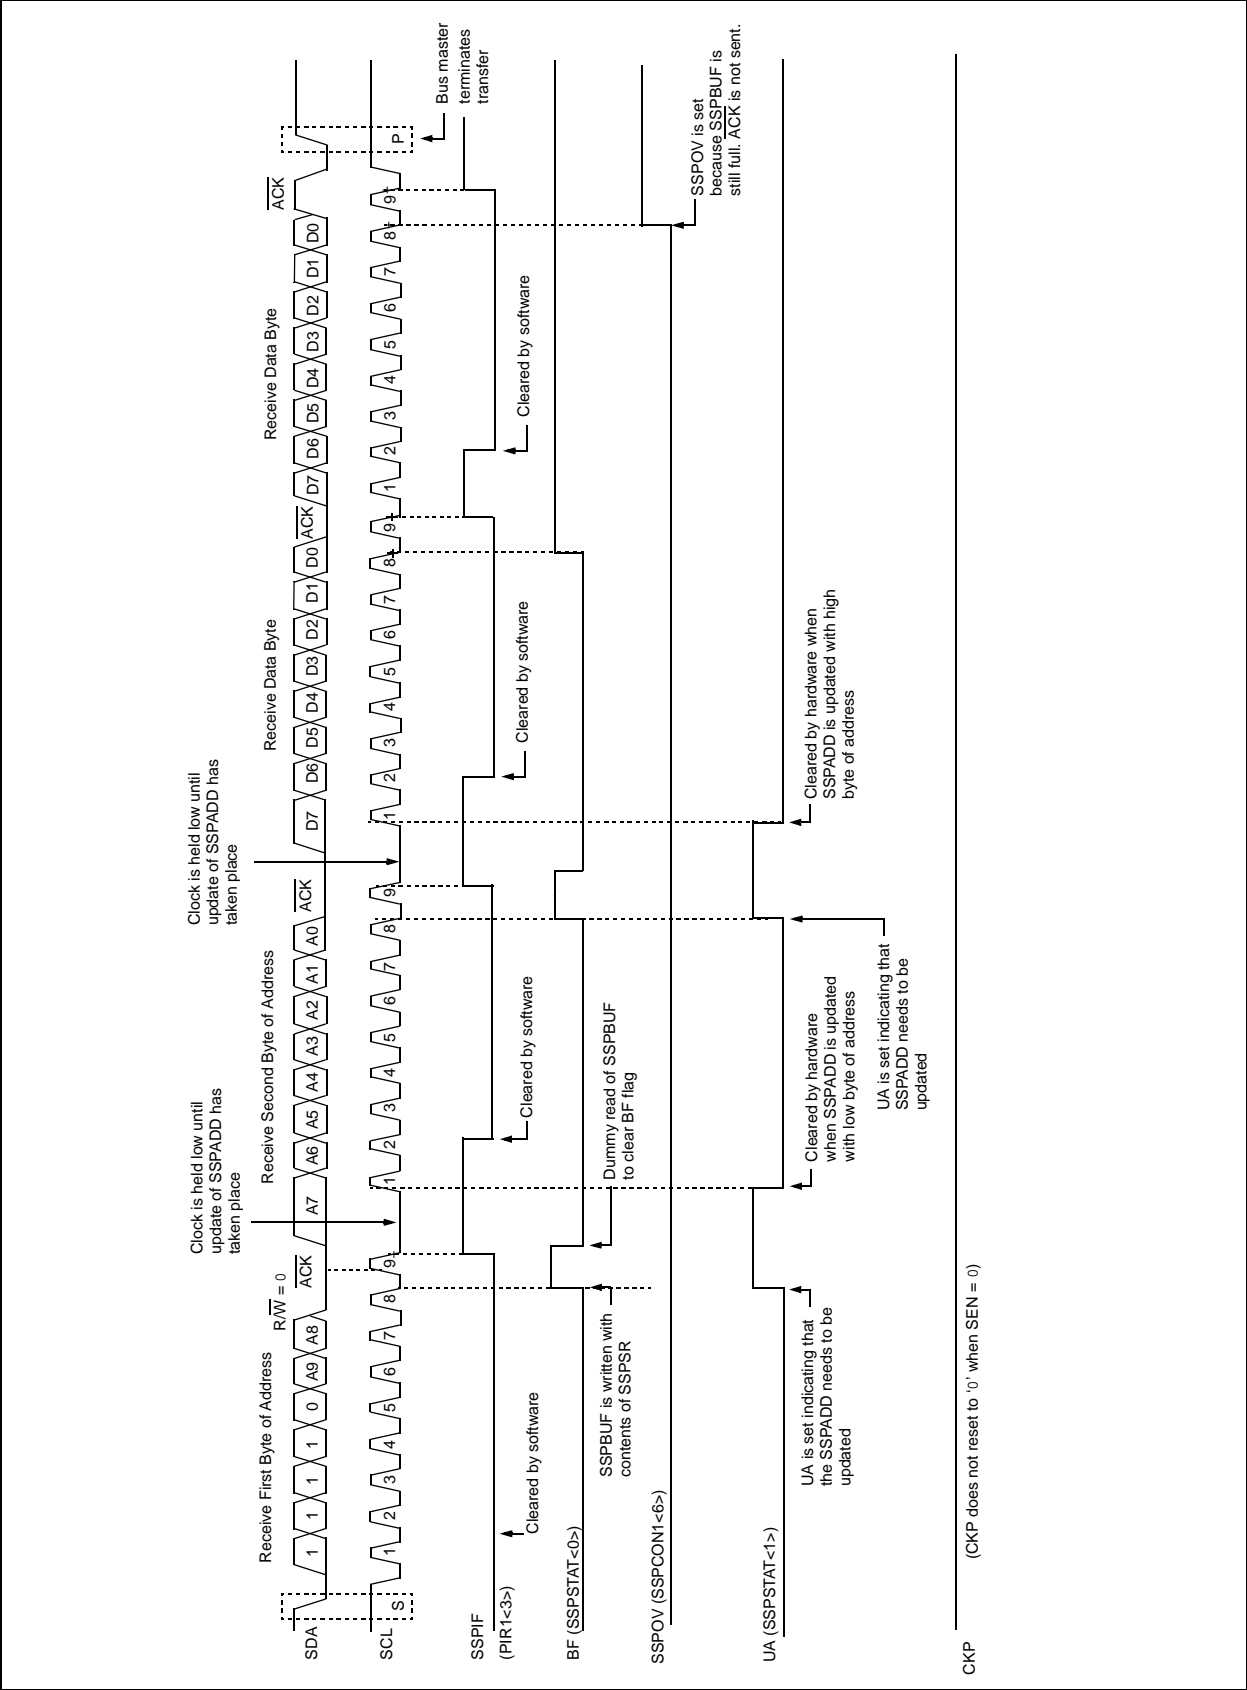 Clock is held low until
update of SSPADD has
taken place
Clock is held low until
update of SSPADD has
taken place
Receive First Byte of Address
R/W = 0
Receive Second Byte of Address
Receive Data Byte
Receive Data Byte
SDA
1 1 1 1 0 A9 A8
ACK
A7 A6 A5 A4 A3 A2 A1 A0
ACK
D7 D6 D5 D4 D3 D2 D1 D0
ACK
D7 D6 D5 D4 D3 D2 D1 D0
ACK
SCL
S
1 2 3 4 5 6 7 8 9
1 2 3 4 5 6 7 8 9
1 2 3 4 5 6 7 8 9
1 2 3 4 5 6 7 8 9
P
Bus master
terminates
transfer
SSPIF
(PIR1<3>)
Cleared by software
Cleared by software
Cleared by software
Cleared by software
BF (SSPSTAT<0>)
SSPBUF is written with
contents of SSPSR
Dummy read of SSPBUF
to clear BF flag
SSPOV (SSPCON1<6>)
SSPOV is set
because SSPBUF is
still full. ACK is not sent.
UA (SSPSTAT<1>)
UA is set indicating that
the SSPADD needs to be
updated
Cleared by hardware
when SSPADD is updated
with low byte of address
UA is set indicating that
SSPADD needs to be
updated
Cleared by hardware when
SSPADD is updated with high
byte of address
CKP
(CKP does not reset to ‘0’ when SEN = 0)